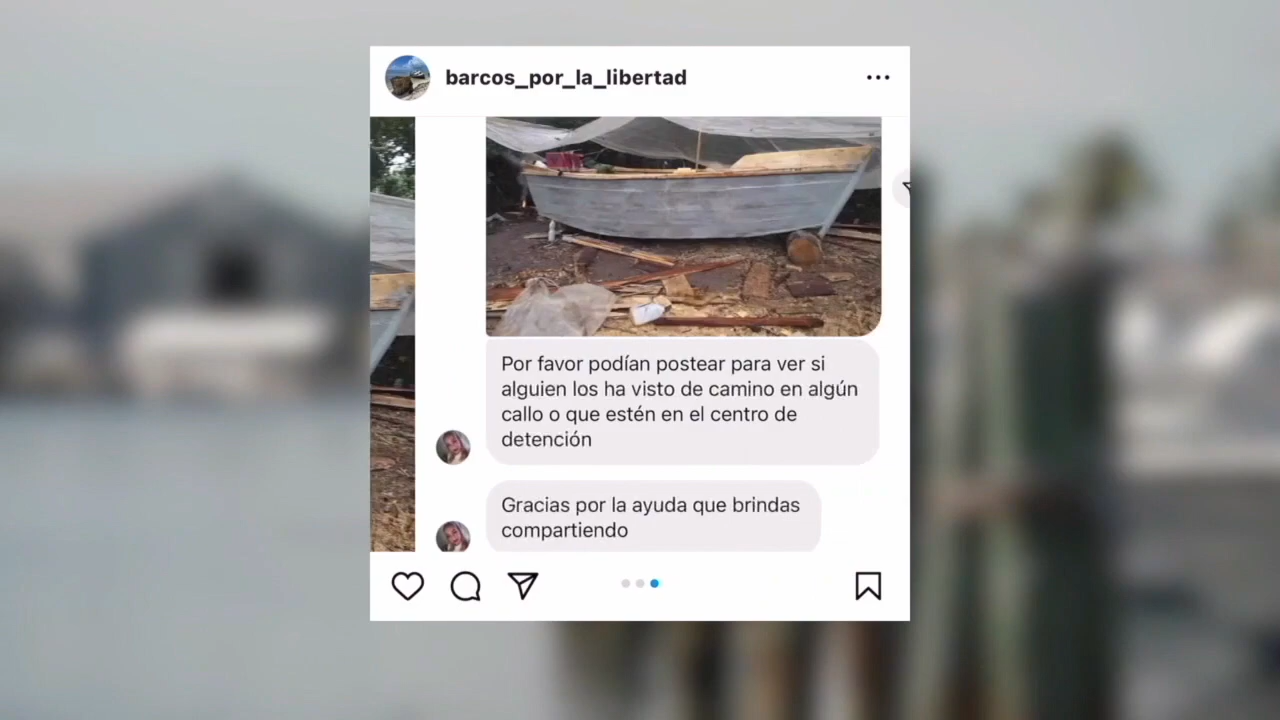 barcos_por_la_libertad
Por favor podían postear para ver si
alguien los ha visto de camino en algún
callo o que estén en el centro de
detención
Gracias por la ayuda que brindas
compartiendo